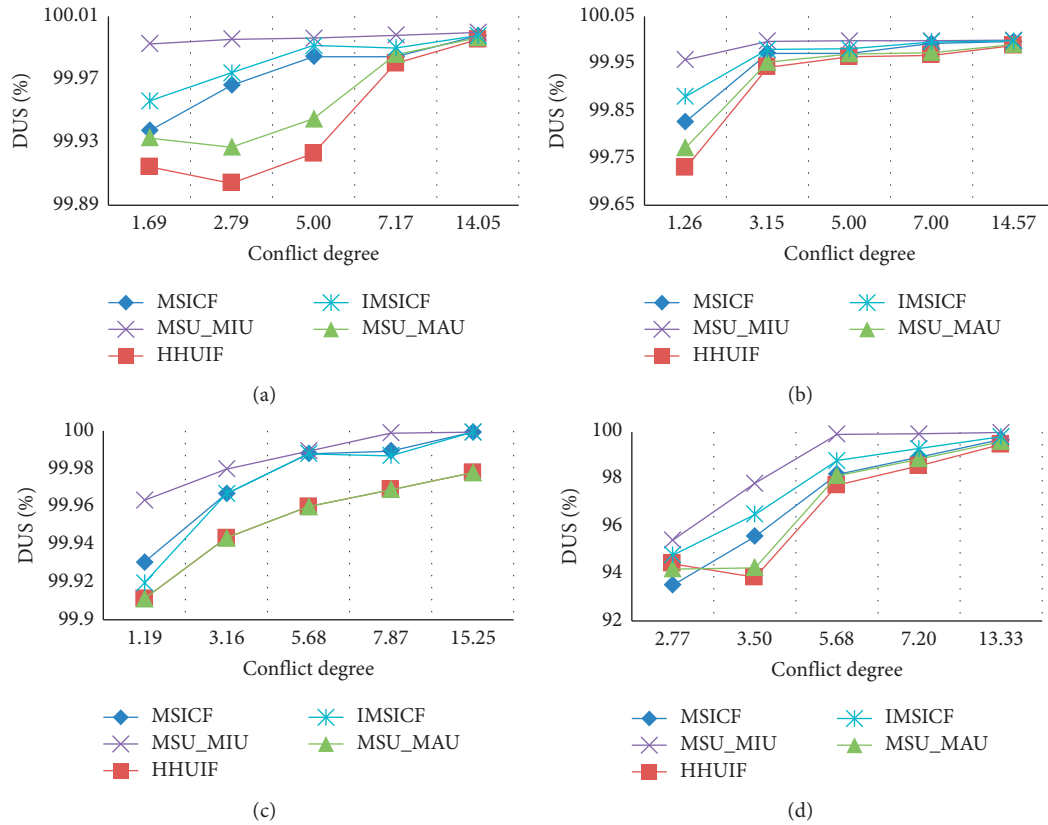 100.01
99.97
99.93
99.89
DUS (%)
1.69 2.79 5.00 7.17 14.05
Conflict degree
MSICF IMSICF
MSU_MIU MSU_MAU
HHUIF
(a)
100.05
99.95
99.85
99.75
99.65
DUS (%)
1.26 3.15 5.00 7.00 14.57
Conflict degree
MSICF IMSICF
MSU_MIU MSU_MAU
HHUIF
(b)
100
99.98
99.96
99.94
99.92
99.9
DUS (%)
1.19 3.16 5.68 7.87 15.25
Conflict degree
MSICF IMSICF
MSU_MIU MSU_MAU
HHUIF
(c)
100
98
96
94
92
DUS (%)
2.77 3.50 5.68 7.20 13.33
Conflict degree
MSICF IMSICF
MSU_MIU MSU_MAU
HHUIF
(d)